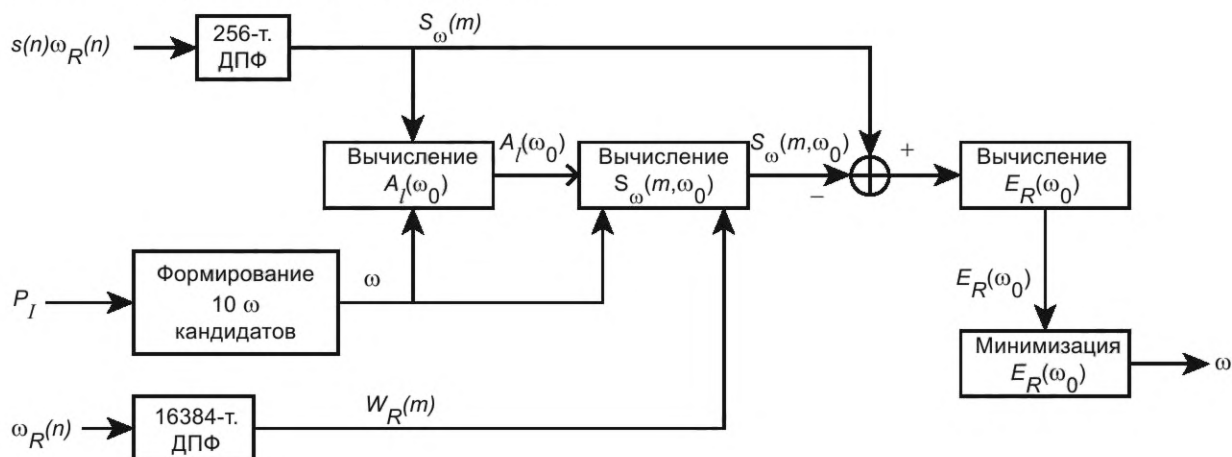 s(n)ω_R(n)
256-т.
ДПФ
S_ω(m)
Вычисление
A_l(ω_0)
A_l(ω_0)
Вычисление
S_ω(m,ω_0)
S_ω(m,ω_0)
+
−
Вычисление
E_R(ω_0)
P_I
Формирование
10 ω
кандидатов
ω
E_R(ω_0)
Минимизация
E_R(ω_0)
ω
ω_R(n)
16384-т.
ДПФ
W_R(m)